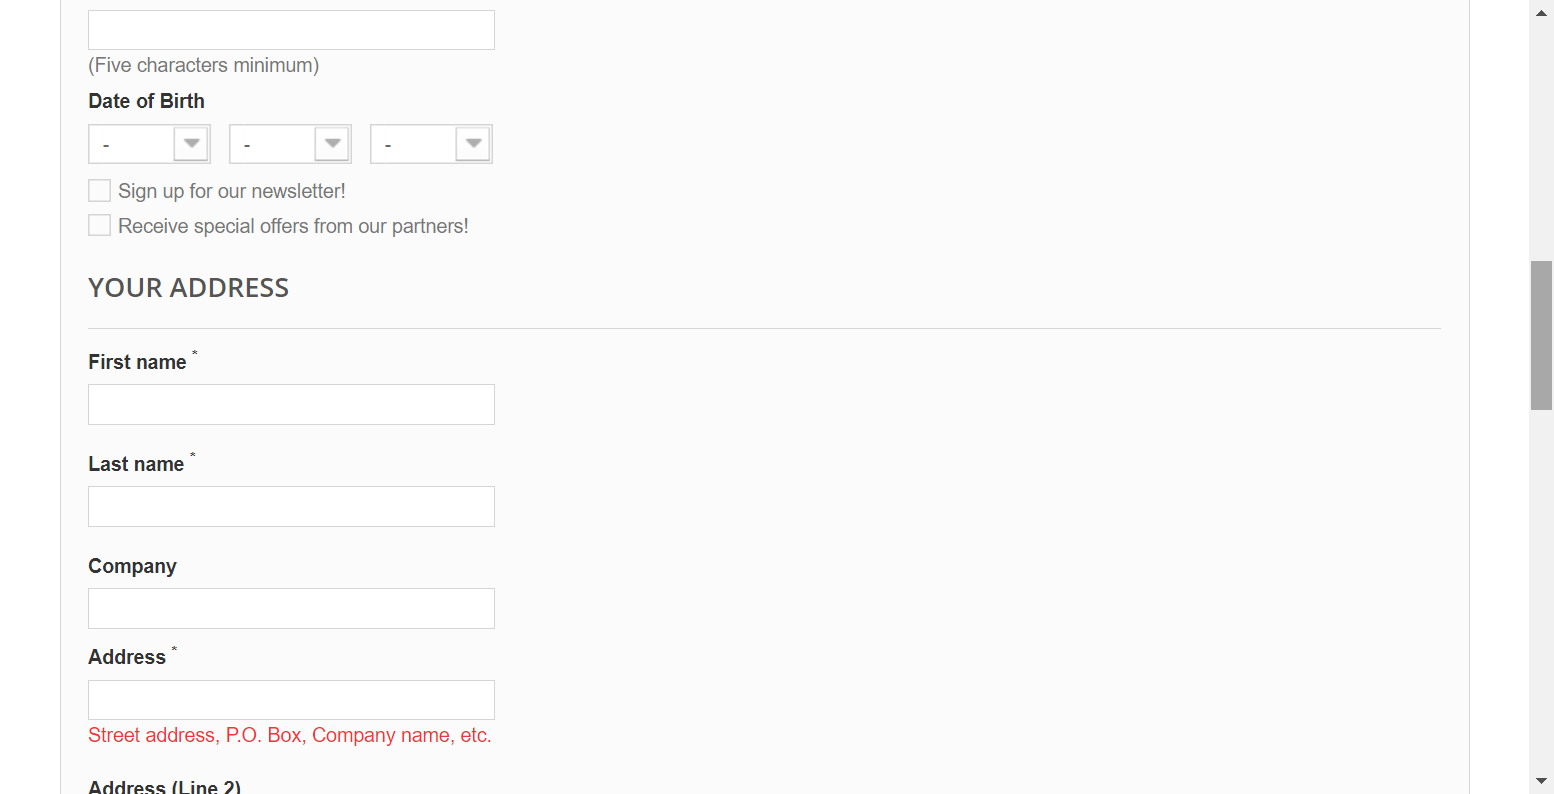 (Five characters minimum)
Date of Birth
- - -
Sign up for our newsletter!
Receive special offers from our partners!
YOUR ADDRESS
First name *
Last name *
Company
Address *
Street address, P.O. Box, Company name, etc.
Address (Line 2)